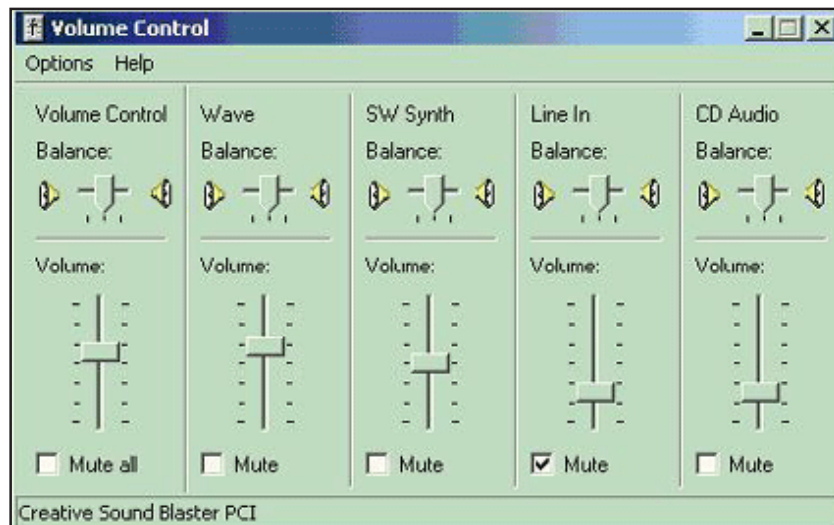 Volume Control
Options Help
Volume Control Wave SW Synth Line In CD Audio
Balance: Balance: Balance: Balance: Balance:
Volume: Volume: Volume: Volume: Volume:
Mute all Mute Mute Mute Mute
Creative Sound Blaster PCI